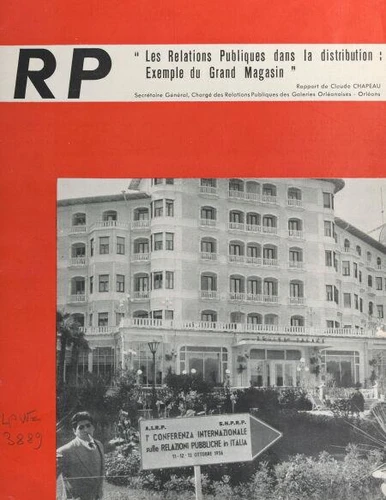 RP
" Les Relations Publiques dans la distribution :
Exemple du Grand Magasin "
Rapport de Claude CHAPEAU
Secrétaire Général, Chargé des Relations Publiques des Galeries Orléanaises - Orléans
PALACE
A.I.R.P. S.N.P.R.P.
1ª CONFERENZA INTERNAZIONALE
sulle RELAZIONI PUBBLICHE in ITALIA
11-12-13 OTTOBRE 1956
3889